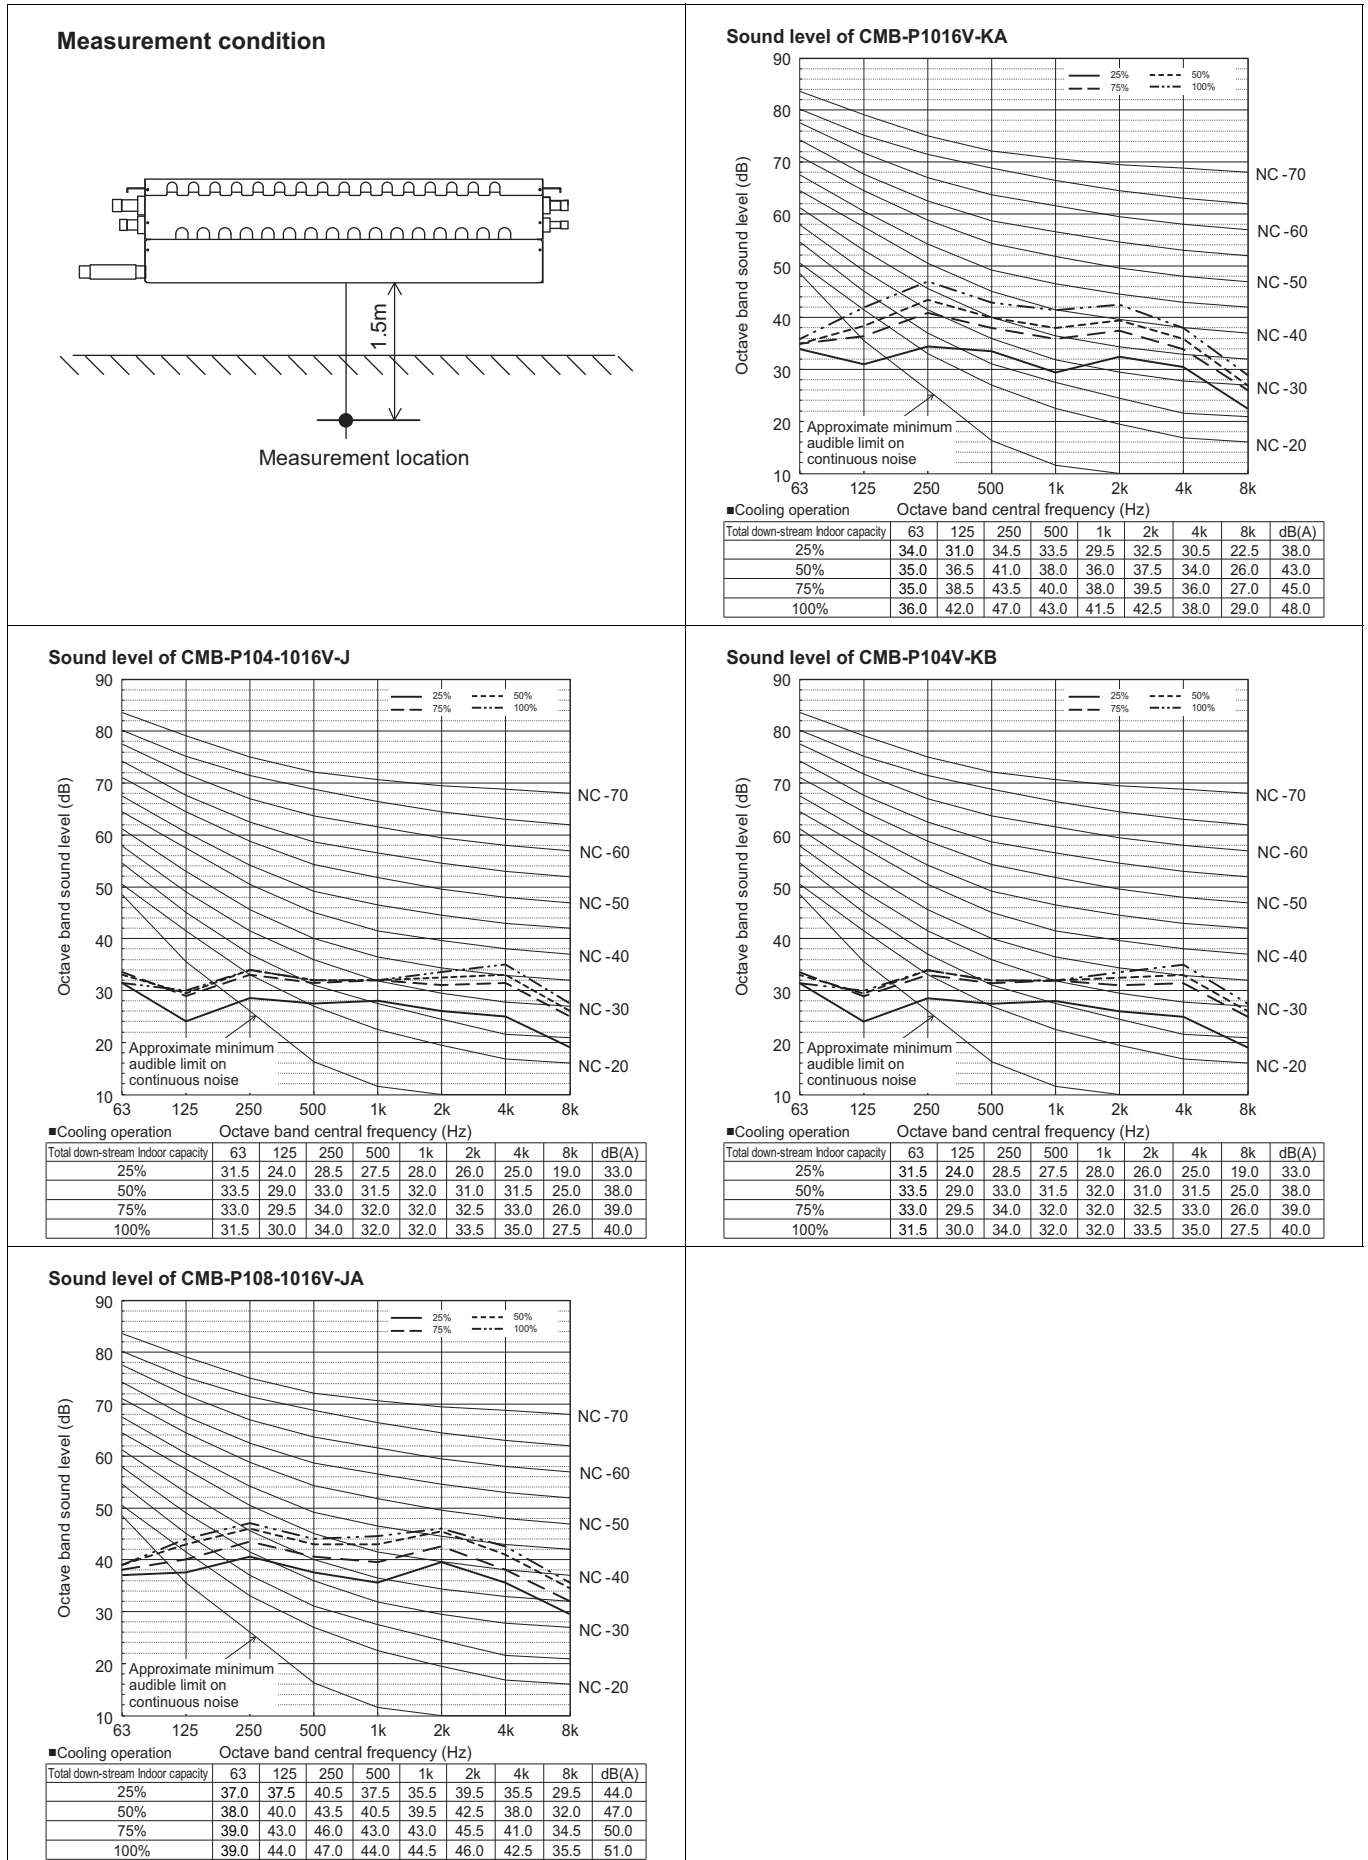 Measurement condition
1.5m
Measurement location
Sound level of CMB-P1016V-KA
Octave band sound level (dB)
90
80
70
60
50
40
30
20
10
25% 50%
75% 100%
NC-70
NC-60
NC-50
NC-40
NC-30
NC-20
Approximate minimum
audible limit on
continuous noise
63 125 250 500 1k 2k 4k 8k
■Cooling operation Octave band central frequency (Hz)
Total down-stream Indoor capacity 63 125 250 500 1k 2k 4k 8k dB(A)
25% 34.0 31.0 34.5 33.5 29.5 32.5 30.5 22.5 38.0
50% 35.0 36.5 41.0 38.0 36.0 37.5 34.0 26.0 43.0
75% 35.0 38.5 43.5 40.0 38.0 39.5 36.0 27.0 45.0
100% 36.0 42.0 47.0 43.0 41.5 42.5 38.0 29.0 48.0
Sound level of CMB-P104-1016V-J
Octave band sound level (dB)
90
80
70
60
50
40
30
20
10
25% 50%
75% 100%
NC-70
NC-60
NC-50
NC-40
NC-30
NC-20
Approximate minimum
audible limit on
continuous noise
63 125 250 500 1k 2k 4k 8k
■Cooling operation Octave band central frequency (Hz)
Total down-stream Indoor capacity 63 125 250 500 1k 2k 4k 8k dB(A)
25% 31.5 24.0 28.5 27.5 28.0 26.0 25.0 19.0 33.0
50% 33.5 29.0 33.0 31.5 32.0 31.0 31.5 25.0 38.0
75% 33.0 29.5 34.0 32.0 32.0 32.5 33.0 26.0 39.0
100% 31.5 30.0 34.0 32.0 32.0 33.5 35.0 27.5 40.0
Sound level of CMB-P104V-KB
Octave band sound level (dB)
90
80
70
60
50
40
30
20
10
25% 50%
75% 100%
NC-70
NC-60
NC-50
NC-40
NC-30
NC-20
Approximate minimum
audible limit on
continuous noise
63 125 250 500 1k 2k 4k 8k
■Cooling operation Octave band central frequency (Hz)
Total down-stream Indoor capacity 63 125 250 500 1k 2k 4k 8k dB(A)
25% 31.5 24.0 28.5 27.5 28.0 26.0 25.0 19.0 33.0
50% 33.5 29.0 33.0 31.5 32.0 31.0 31.5 25.0 38.0
75% 33.0 29.5 34.0 32.0 32.0 32.5 33.0 26.0 39.0
100% 31.5 30.0 34.0 32.0 32.0 33.5 35.0 27.5 40.0
Sound level of CMB-P108-1016V-JA
Octave band sound level (dB)
90
80
70
60
50
40
30
20
10
25% 50%
75% 100%
NC-70
NC-60
NC-50
NC-40
NC-30
NC-20
Approximate minimum
audible limit on
continuous noise
63 125 250 500 1k 2k 4k 8k
■Cooling operation Octave band central frequency (Hz)
Total down-stream Indoor capacity 63 125 250 500 1k 2k 4k 8k dB(A)
25% 37.0 37.5 40.5 37.5 35.5 39.5 35.5 29.5 44.0
50% 38.0 40.0 43.5 40.5 39.5 42.5 38.0 32.0 47.0
75% 39.0 43.0 46.0 43.0 43.0 45.5 41.0 34.5 50.0
100% 39.0 44.0 47.0 44.0 44.5 46.0 42.5 35.5 51.0